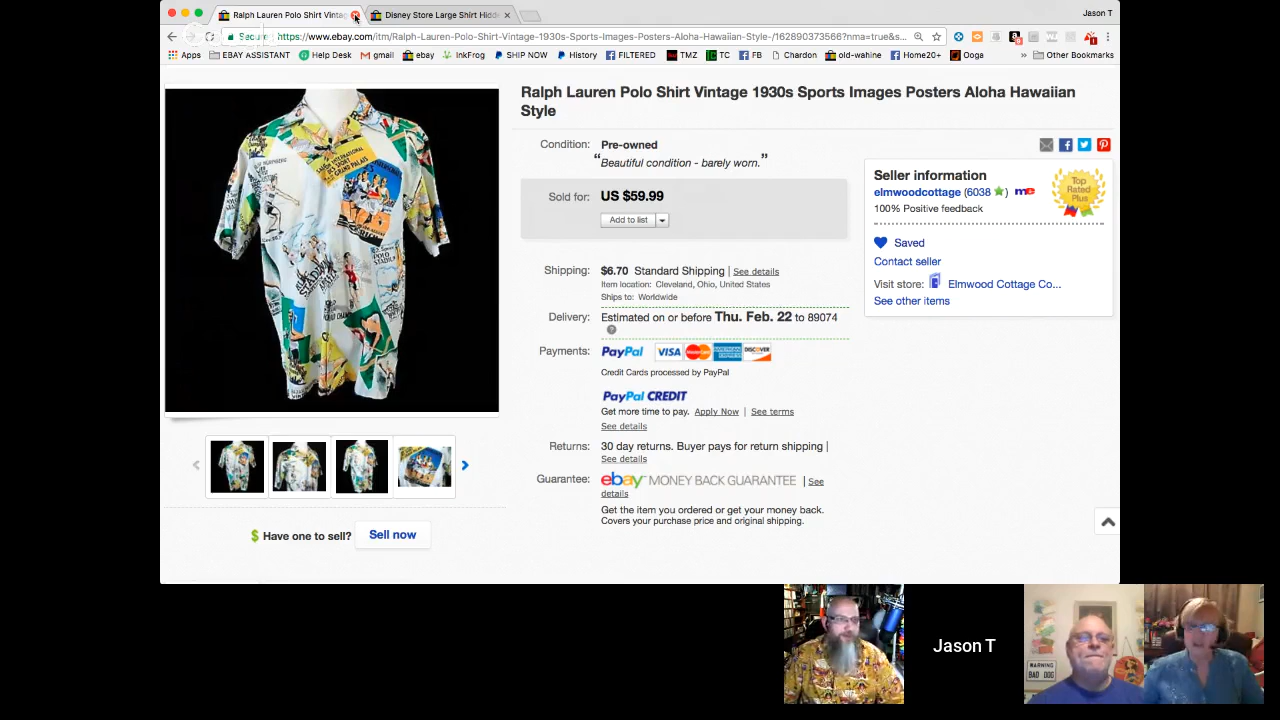 Ralph Lauren Polo Shirt Vintag
Disney Store Large Shirt Hidd
Jason T
Secure
https://www.ebay.com/itm/Ralph-Lauren-Polo-Shirt-Vintage-1930s-Sports-Images-Posters-Aloha-Hawaiian-Style-/162890373566?nma=true&s...
Apps
EBAY ASSISTANT
Help Desk
gmail
ebay
InkFrog
SHIP NOW
History
FILTERED
TMZ
TC
FB
Chardon
old-wahine
Home20+
Ooga
» Other Bookmarks
Ralph Lauren Polo Shirt Vintage 1930s Sports Images Posters Aloha Hawaiian
Style
Condition: Pre-owned
“Beautiful condition - barely worn.”
Sold for: US $59.99
Add to list
Seller information
elmwoodcottage (6038 )
100% Positive feedback
Top
Rated
Plus
Saved
Contact seller
Visit store: Elmwood Cottage Co...
See other items
Shipping: $6.70 Standard Shipping | See details
Item location: Cleveland, Ohio, United States
Ships to: Worldwide
Delivery: Estimated on or before Thu. Feb. 22 to 89074
Payments: PayPal VISA MasterCard AMERICAN EXPRESS DISCOVER
Credit Cards processed by PayPal
PayPal CREDIT
Get more time to pay. Apply Now | See terms
See details
Returns: 30 day returns. Buyer pays for return shipping |
See details
Guarantee: ebay MONEY BACK GUARANTEE | See
details
Get the item you ordered or get your money back.
Covers your purchase price and original shipping.
$ Have one to sell? Sell now
Jason T
WARNING
BAD DOG